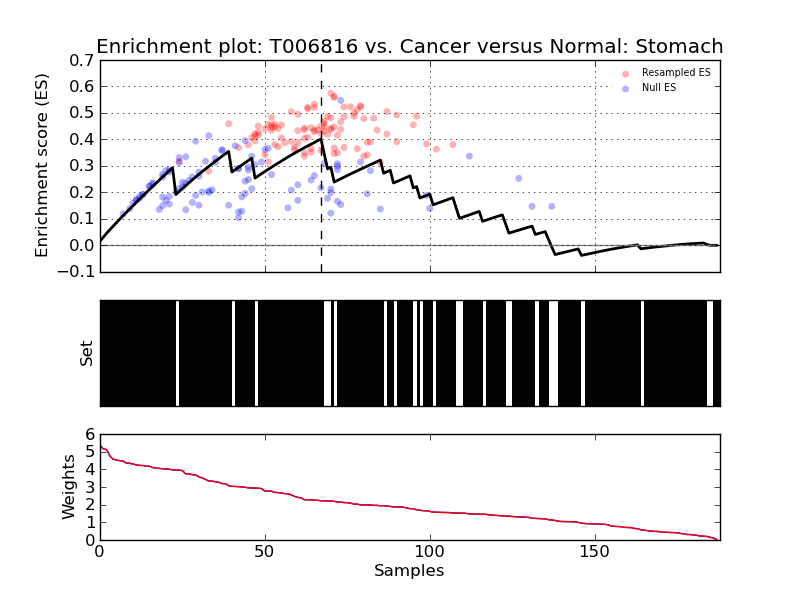 Enrichment plot: T006816 vs. Cancer versus Normal: Stomach
0.7
0.6
0.5
0.4
0.3
0.2
0.1
0.0
−0.1
Enrichment score (ES)
Resampled ES
Null ES
Set
6
5
4
3
2
1
0
Weights
0 50 100 150
Samples